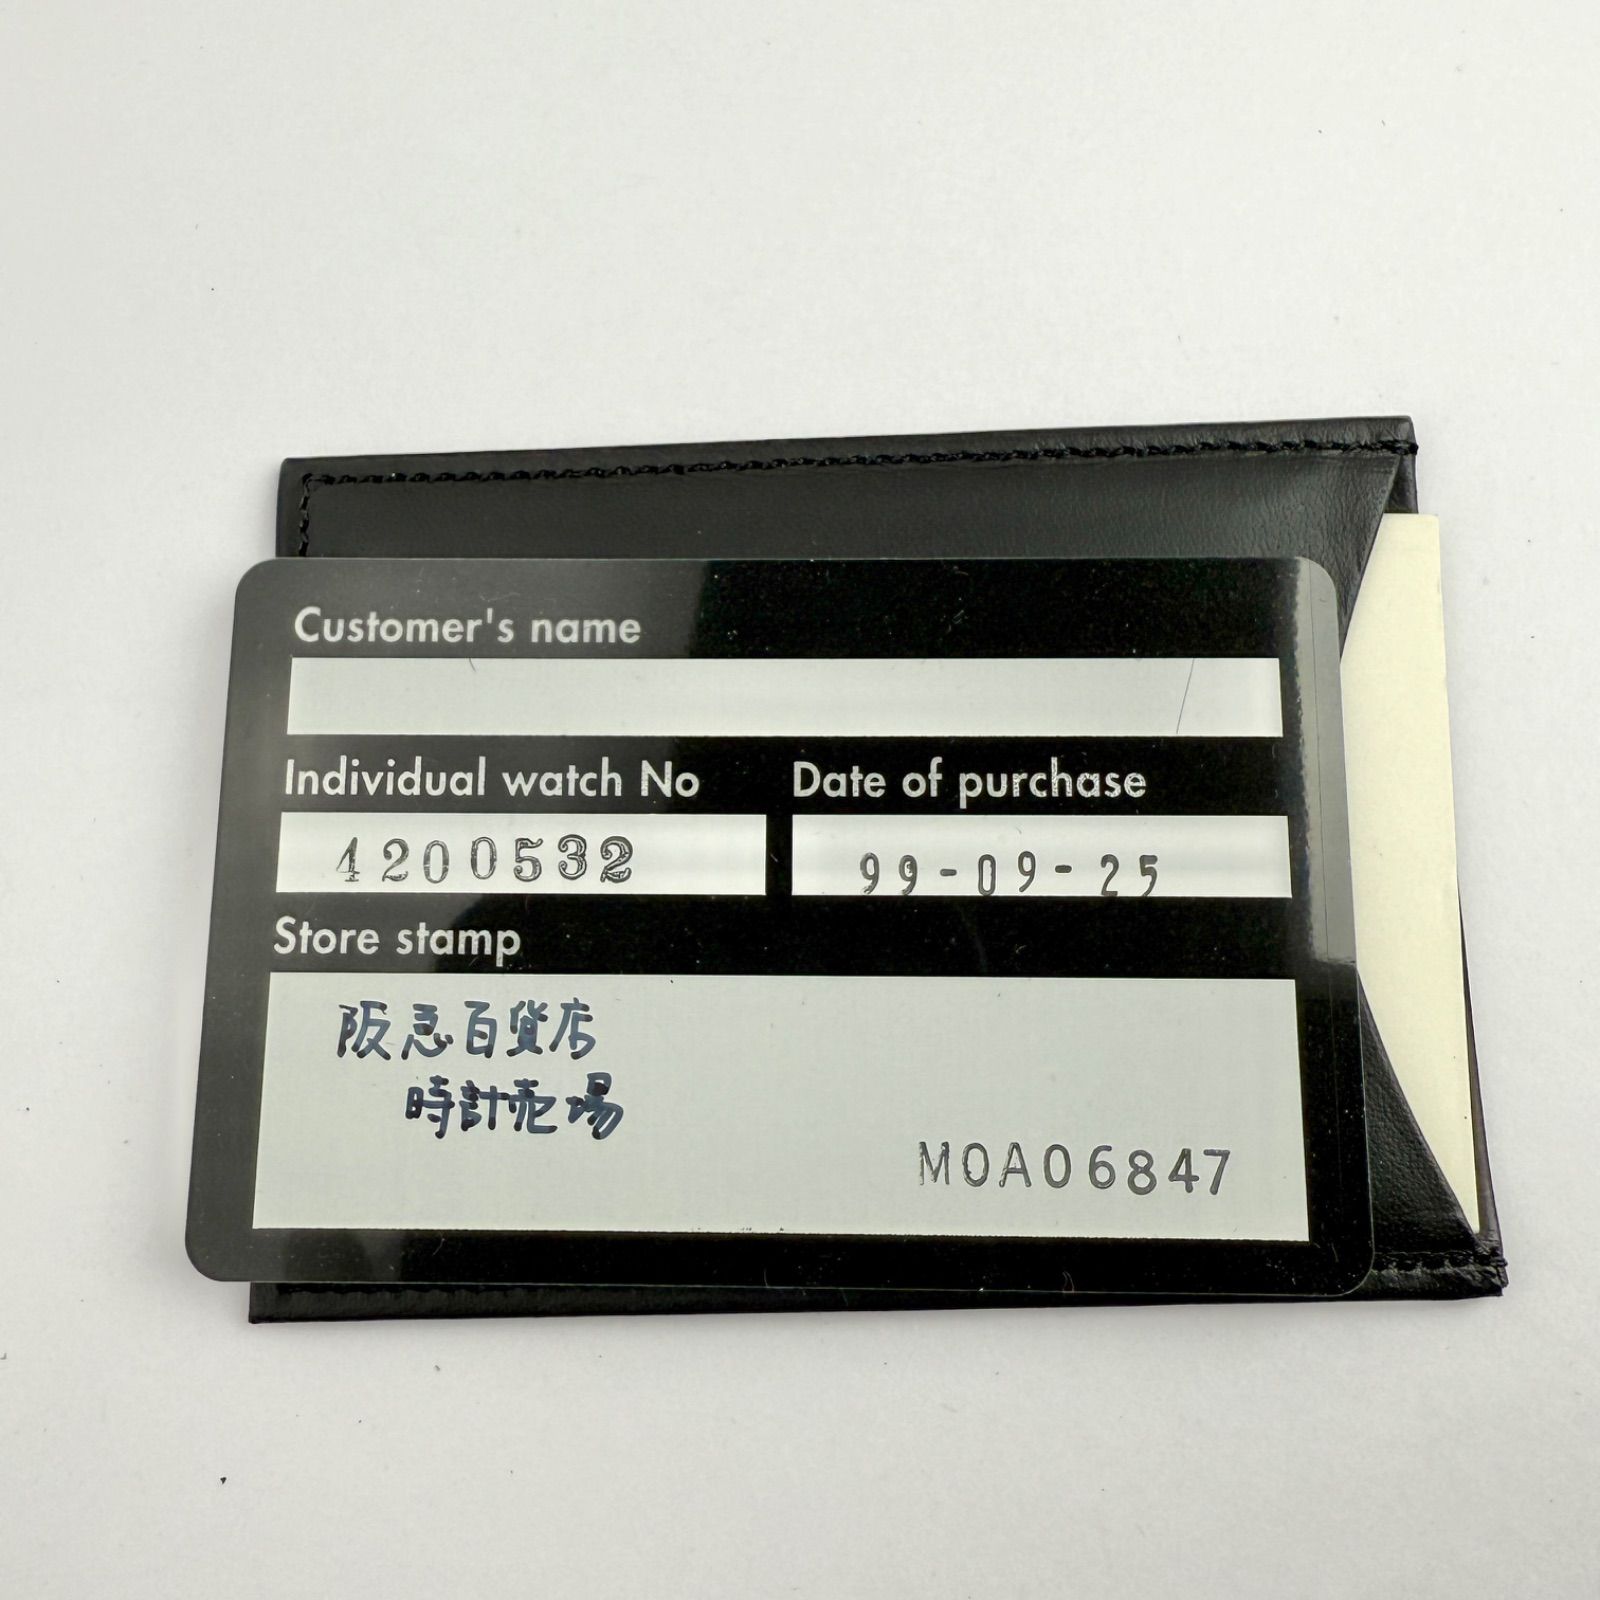 Customer's name
Individual watch No
Date of purchase
4200532
99-09-25
Store stamp
阪急百貨店
時計売場
MOA06847